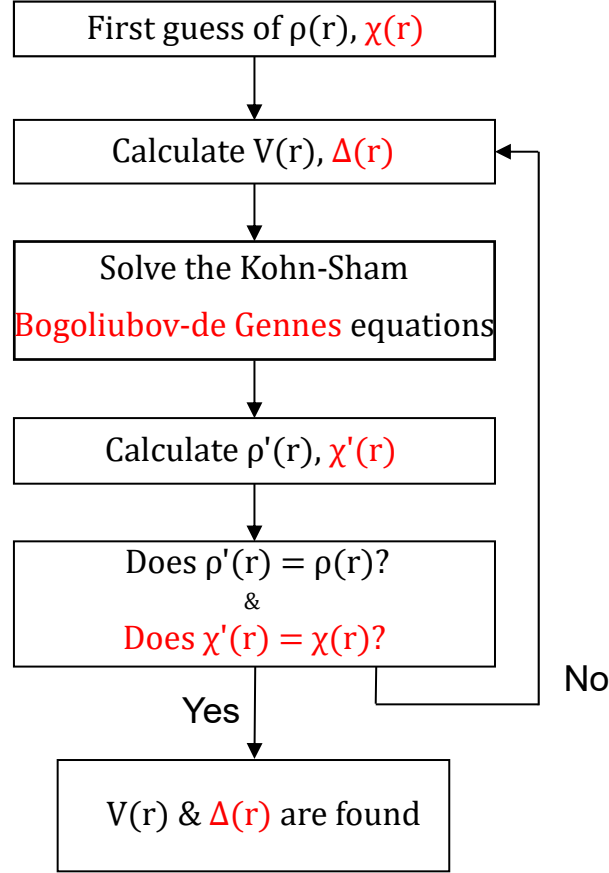 First guess of ρ(r), χ(r)
Calculate V(r), Δ(r)
Solve the Kohn-Sham
Bogoliubov-de Gennes equations
Calculate ρ'(r), χ'(r)
Does ρ'(r) = ρ(r)?
&
Does χ'(r) = χ(r)?
No
Yes
V(r) & Δ(r) are found